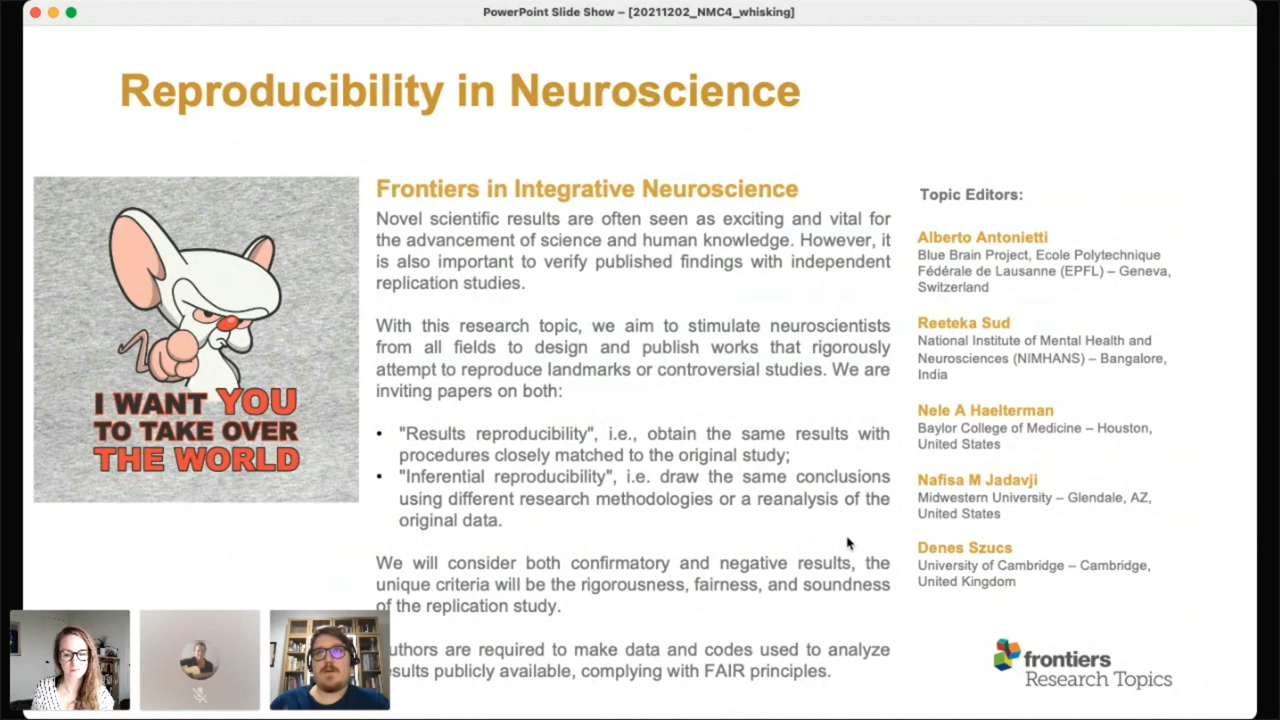 PowerPoint Slide Show – [20211202_NMC4_whisking]
Reproducibility in Neuroscience
I WANT YOU
TO TAKE OVER
THE WORLD
Frontiers in Integrative Neuroscience
Novel scientific results are often seen as exciting and vital for
the advancement of science and human knowledge. However, it
is also important to verify published findings with independent
replication studies.
With this research topic, we aim to stimulate neuroscientists
from all fields to design and publish works that rigorously
attempt to reproduce landmarks or controversial studies. We are
inviting papers on both:
• "Results reproducibility", i.e., obtain the same results with
procedures closely matched to the original study;
• "Inferential reproducibility", i.e. draw the same conclusions
using different research methodologies or a reanalysis of the
original data.
We will consider both confirmatory and negative results, the
unique criteria will be the rigorousness, fairness, and soundness
of the replication study.
uthors are required to make data and codes used to analyze
esults publicly available, complying with FAIR principles.
Topic Editors:
Alberto Antonietti
Blue Brain Project, Ecole Polytechnique
Fédérale de Lausanne (EPFL) – Geneva,
Switzerland
Reeteka Sud
National Institute of Mental Health and
Neurosciences (NIMHANS) – Bangalore,
India
Nele A Haelterman
Baylor College of Medicine – Houston,
United States
Nafisa M Jadavji
Midwestern University – Glendale, AZ,
United States
Denes Szucs
University of Cambridge – Cambridge,
United Kingdom
frontiers
Research Topics